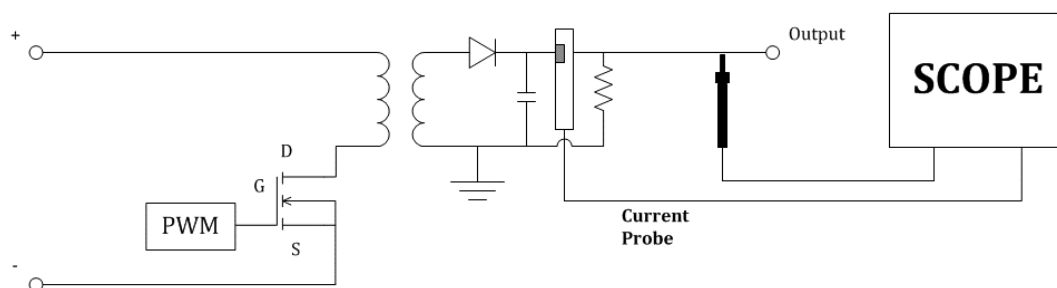 +
Output
SCOPE
D
G
PWM
S
Current
Probe
-